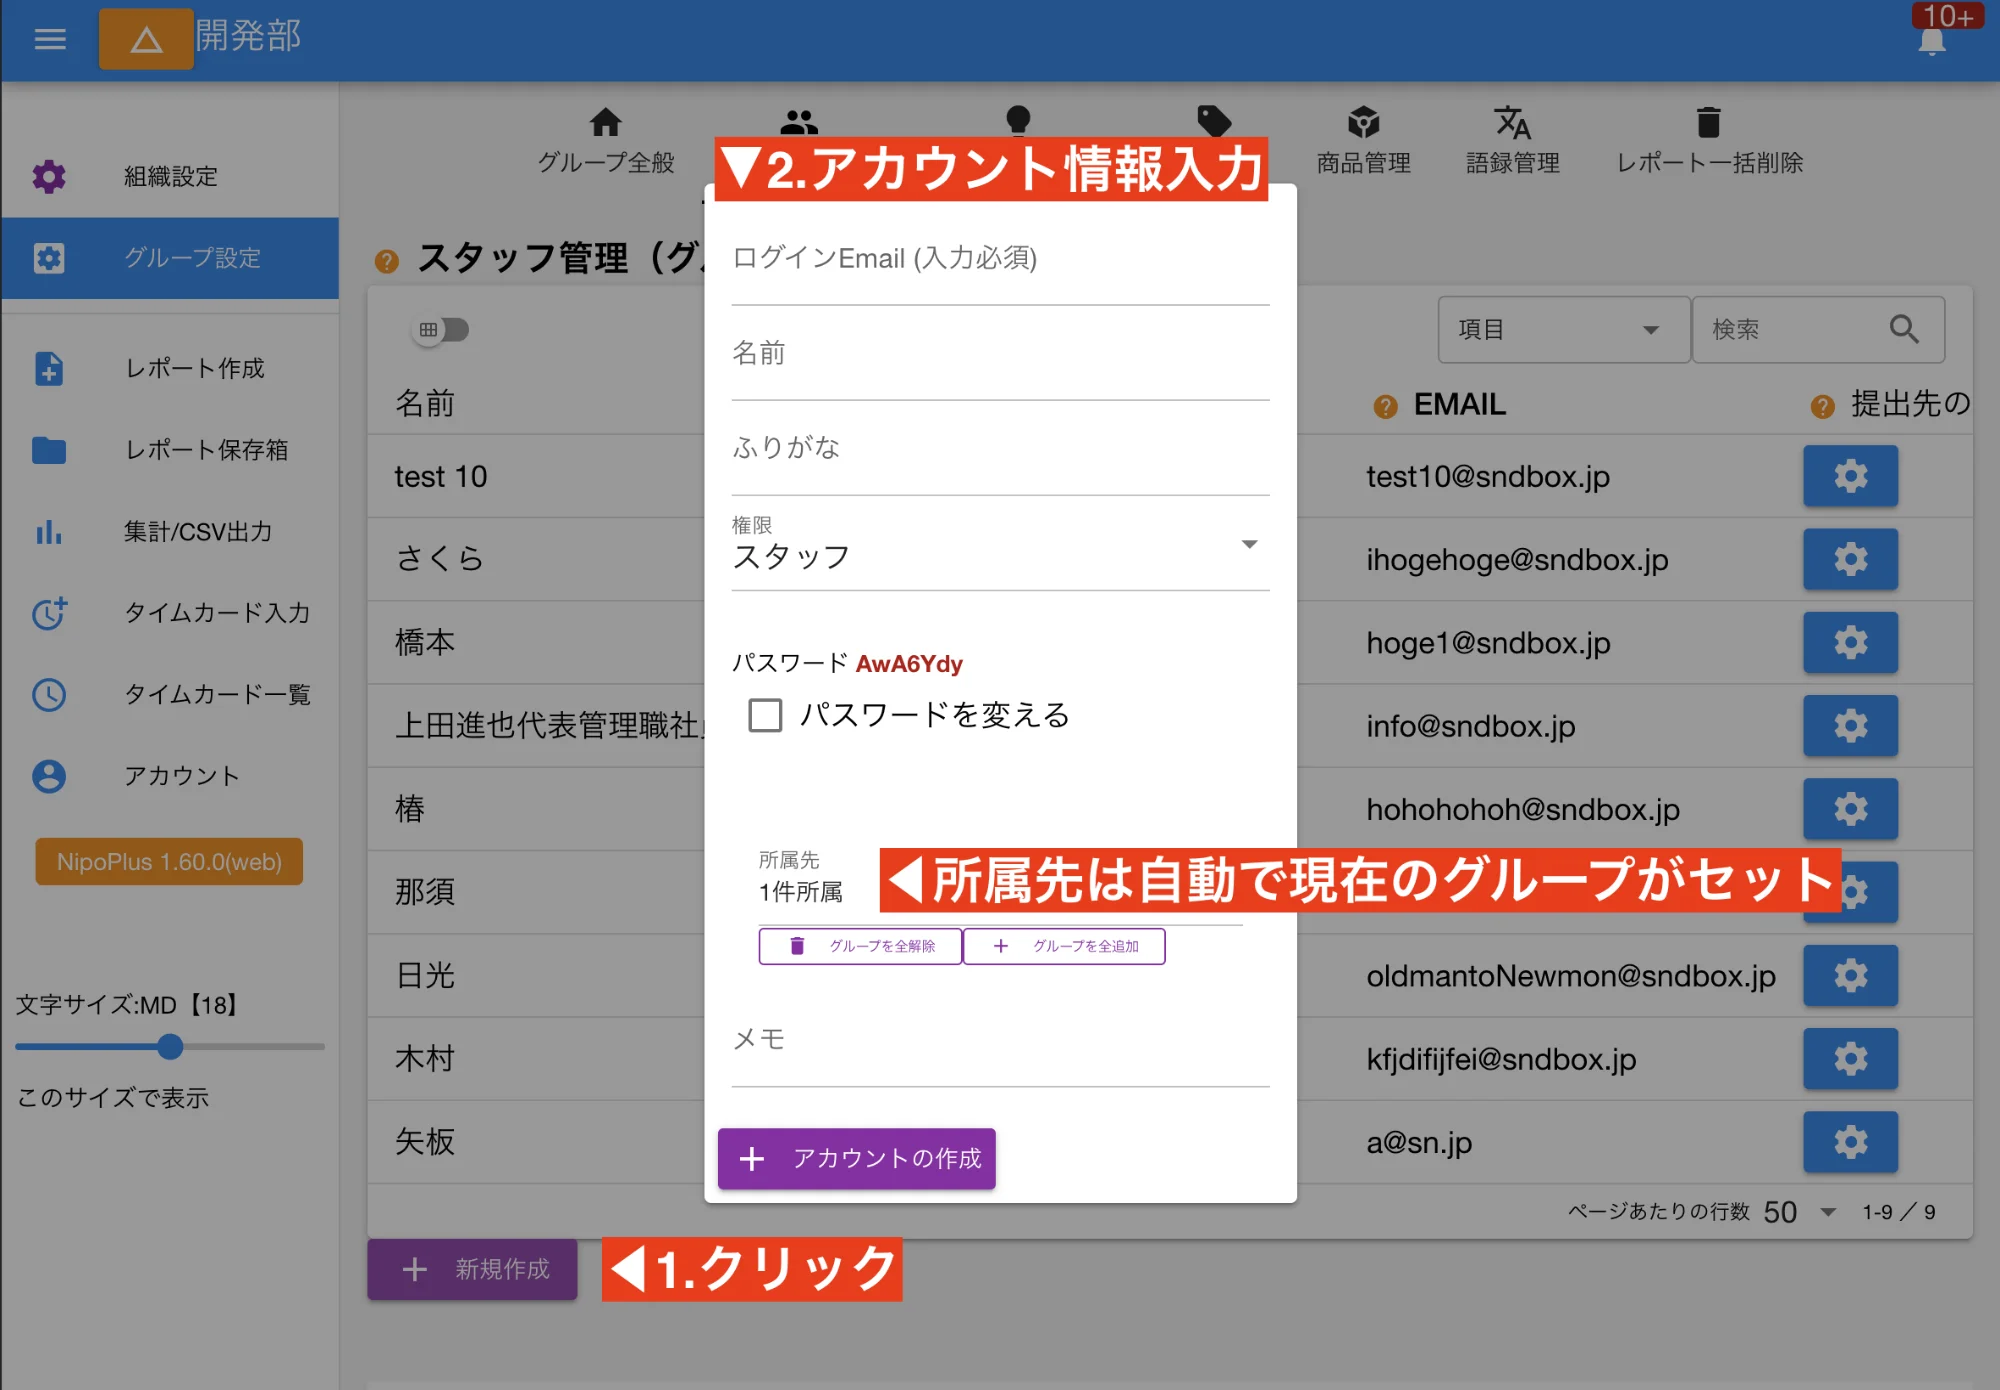 開発部
10+
グループ全般
商品管理
語録管理
レポート一括削除
▼2.アカウント情報入力
組織設定
グループ設定
レポート作成
レポート保存箱
集計/CSV出力
タイムカード入力
タイムカード一覧
アカウント
NipoPlus 1.60.0(web)
文字サイズ:MD【18】
このサイズで表示
スタッフ管理（グ
項目
検索
名前
EMAIL
提出先の
test 10
test10@sndbox.jp
さくら
ihogehoge@sndbox.jp
橋本
hoge1@sndbox.jp
上田進也代表管理職社
info@sndbox.jp
椿
hohohohoh@sndbox.jp
那須
日光
oldmantoNewmon@sndbox.jp
木村
kfjdifijfei@sndbox.jp
矢板
a@sn.jp
ページあたりの行数 50
1-9 / 9
新規作成
◀1.クリック
ログインEmail (入力必須)
名前
ふりがな
権限
スタッフ
パスワード AwA6Ydy
パスワードを変える
所属先
1件所属
◀所属先は自動で現在のグループがセット
グループを全解除
グループを全追加
メモ
アカウントの作成